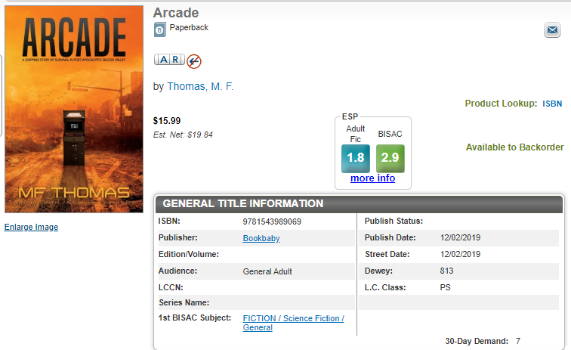 Arcade
Paperback
ARCADE
A R
by Thomas, M. F.
Product Lookup: ISBN
$15.99
Est. Net: $19.84
ESP
Adult Fic
BISAC
1.8
2.9
more info
Available to Backorder
MF THOMAS
Enlarge Image
GENERAL TITLE INFORMATION
ISBN: 9781543989069
Publish Status:
Publisher: Bookbaby
Publish Date: 12/02/2019
Edition/Volume:
Street Date: 12/02/2019
Audience: General Adult
Dewey: 813
LCCN:
L.C. Class: PS
Series Name:
1st BISAC Subject: FICTION / Science Fiction /
General
30-Day Demand: 7